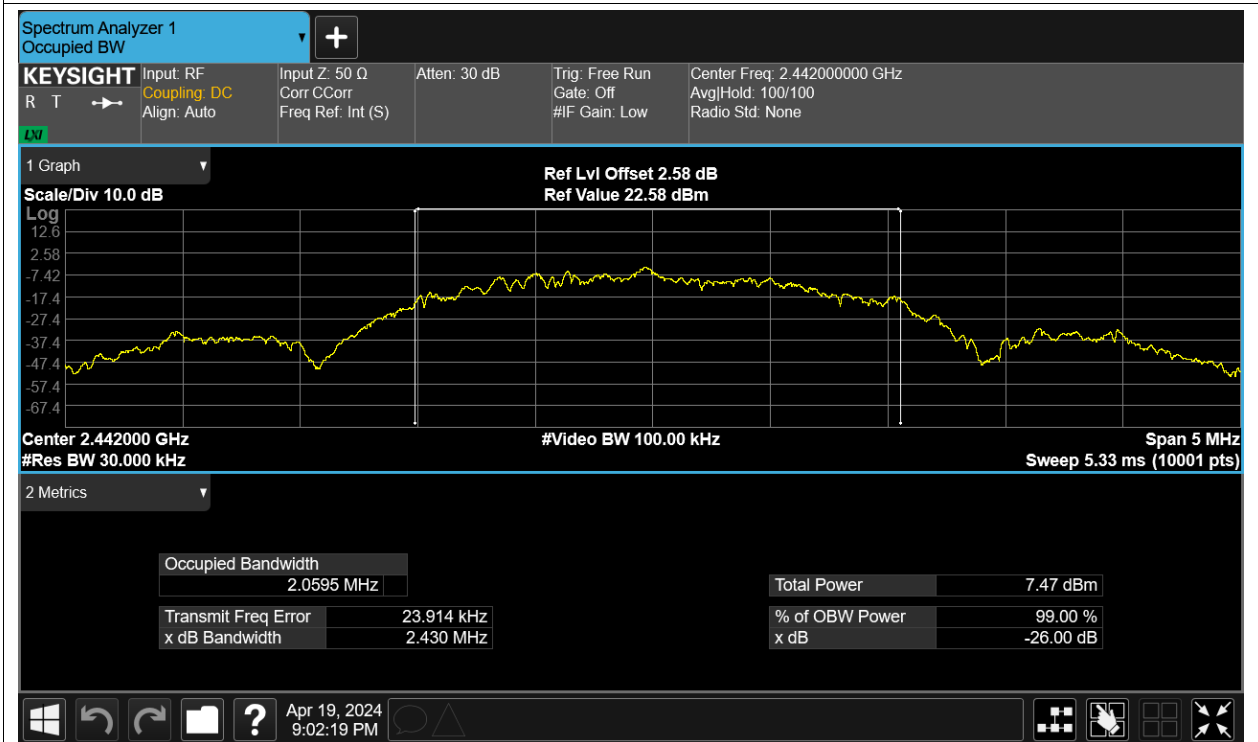 Spectrum Analyzer 1
Occupied BW
KEYSIGHT
R T
LXI
Input: RF
Coupling: DC
Align: Auto
Input Z: 50 Ω
Corr CCorr
Freq Ref: Int (S)
Atten: 30 dB
Trig: Free Run
Gate: Off
#IF Gain: Low
Center Freq: 2.442000000 GHz
Avg|Hold: 100/100
Radio Std: None
1 Graph
Scale/Div 10.0 dB
Ref Lvl Offset 2.58 dB
Ref Value 22.58 dBm
Log
12.6
2.58
-7.42
-17.4
-27.4
-37.4
-47.4
-57.4
-67.4
Center 2.442000 GHz
#Res BW 30.000 kHz
#Video BW 100.00 kHz
Span 5 MHz
Sweep 5.33 ms (10001 pts)
2 Metrics
Occupied Bandwidth
2.0595 MHz
Transmit Freq Error 23.914 kHz
x dB Bandwidth 2.430 MHz
Total Power 7.47 dBm
% of OBW Power 99.00 %
x dB -26.00 dB
?
Apr 19, 2024
9:02:19 PM